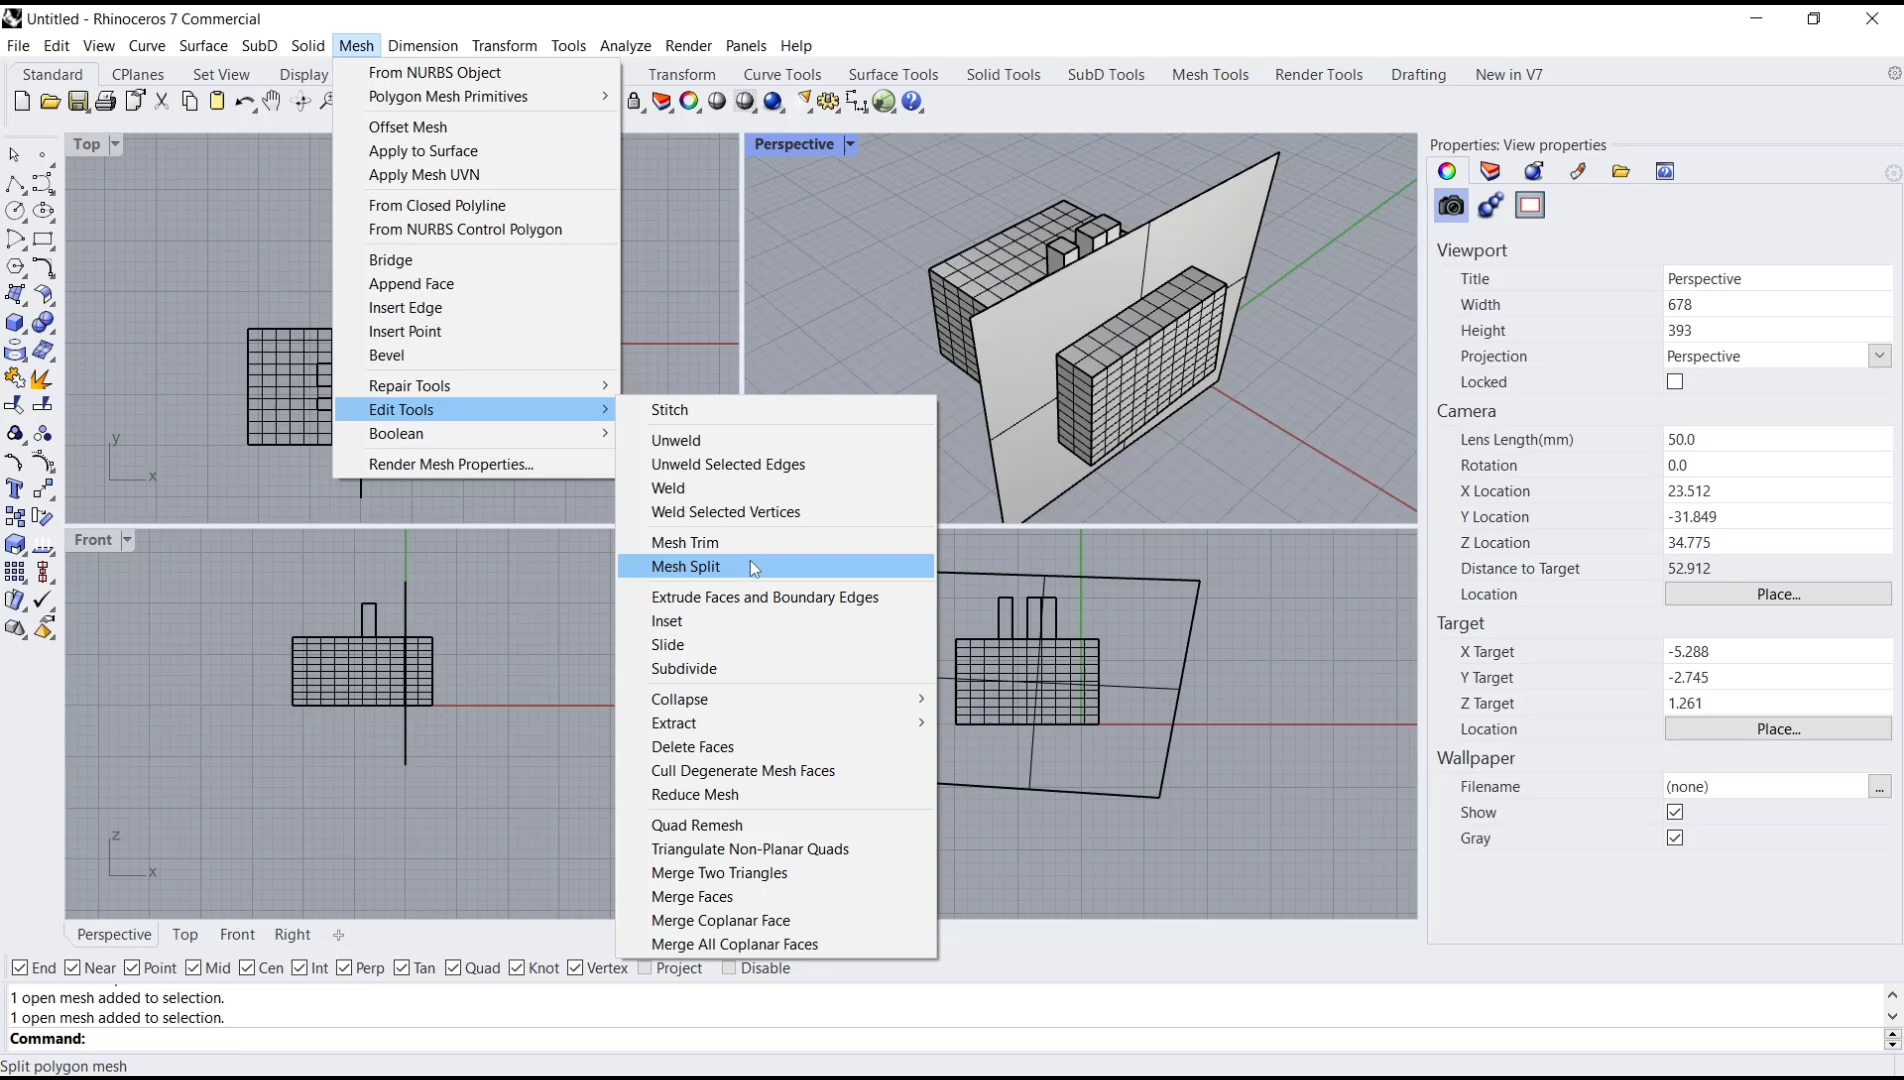 Untitled - Rhinoceros 7 Commercial
File Edit View Curve Surface SubD Solid Mesh Dimension Transform Tools Analyze Render Panels Help
Standard CPlanes Set View Display Transform Curve Tools Surface Tools Solid Tools SubD Tools Mesh Tools Render Tools Drafting New in V7
From NURBS Object
Polygon Mesh Primitives
Offset Mesh
Apply to Surface
Apply Mesh UVN
From Closed Polyline
From NURBS Control Polygon
Bridge
Append Face
Insert Edge
Insert Point
Bevel
Repair Tools
Edit Tools
Boolean
Render Mesh Properties...
Stitch
Unweld
Unweld Selected Edges
Weld
Weld Selected Vertices
Mesh Trim
Mesh Split
Extrude Faces and Boundary Edges
Inset
Slide
Subdivide
Collapse
Extract
Delete Faces
Cull Degenerate Mesh Faces
Reduce Mesh
Quad Remesh
Triangulate Non-Planar Quads
Merge Two Triangles
Merge Faces
Merge Coplanar Face
Merge All Coplanar Faces
Top
y
x
Perspective
Front
z
x
Properties: View properties
Viewport
Title Perspective
Width 678
Height 393
Projection Perspective
Locked
Camera
Lens Length(mm) 50.0
Rotation 0.0
X Location 23.512
Y Location -31.849
Z Location 34.775
Distance to Target 52.912
Location Place...
Target
X Target -5.288
Y Target -2.745
Z Target 1.261
Location Place...
Wallpaper
Filename (none) ...
Show
Gray
Perspective Top Front Right
End Near Point Mid Cen Int Perp Tan Quad Knot Vertex Project Disable
1 open mesh added to selection.
1 open mesh added to selection.
Command:
Split polygon mesh